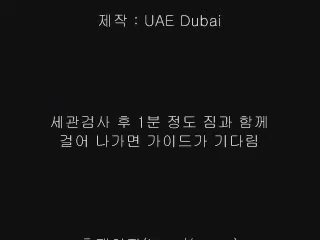 제작 : UAE Dubai
세관검사 후 1분 정도 짐과 함께
걸어 나가면 가이드가 기다림